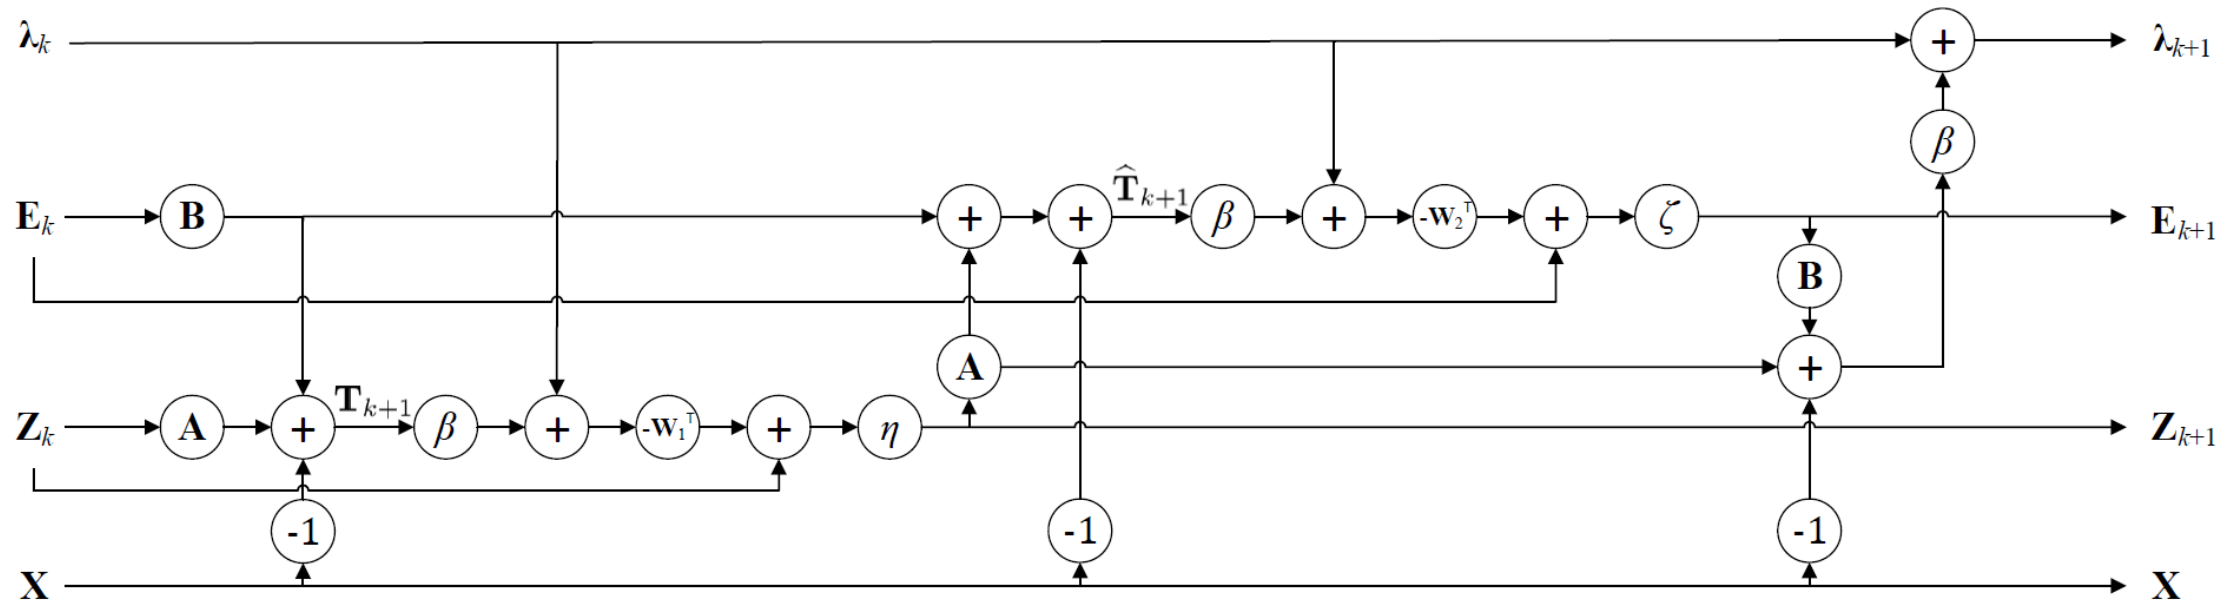 λk + λk+1
β
Ek B + + T̂k+1 β + -W2ᵀ + ζ Ek+1
B
A +
Zk A + Tk+1 β + -W1ᵀ + η Zk+1
-1 -1 -1
X X